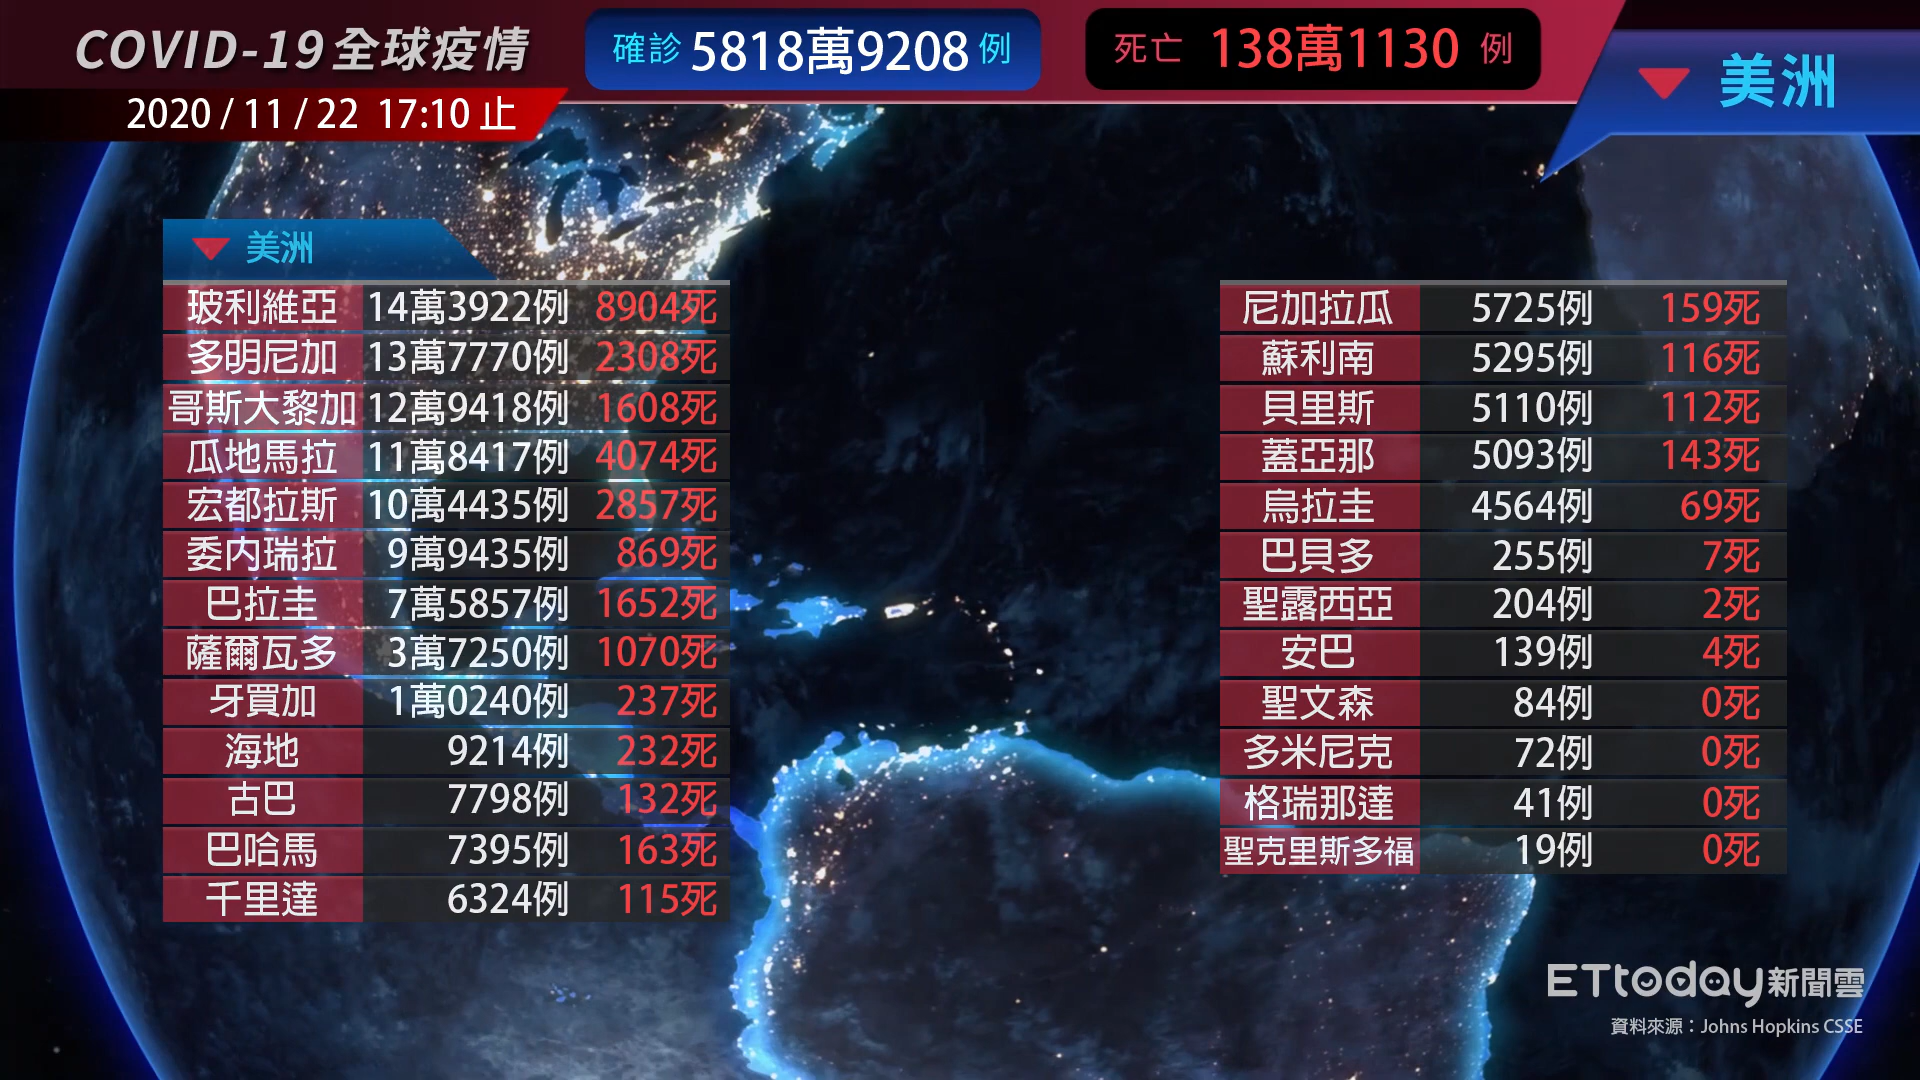 COVID-19全球疫情
2020/11/22 17:10止
確診 5818萬9208 例
死亡 138萬1130 例
美洲
美洲
玻利維亞 14萬3922例 8904死
多明尼加 13萬7770例 2308死
哥斯大黎加 12萬9418例 1608死
瓜地馬拉 11萬8417例 4074死
宏都拉斯 10萬4435例 2857死
委內瑞拉 9萬9435例 869死
巴拉圭 7萬5857例 1652死
薩爾瓦多 3萬7250例 1070死
牙買加 1萬0240例 237死
海地 9214例 232死
古巴 7798例 132死
巴哈馬 7395例 163死
千里達 6324例 115死
尼加拉瓜 5725例 159死
蘇利南 5295例 116死
貝里斯 5110例 112死
蓋亞那 5093例 143死
烏拉圭 4564例 69死
巴貝多 255例 7死
聖露西亞 204例 2死
安巴 139例 4死
聖文森 84例 0死
多米尼克 72例 0死
格瑞那達 41例 0死
聖克里斯多福 19例 0死
ETtoday新聞雲
資料來源：Johns Hopkins CSSE